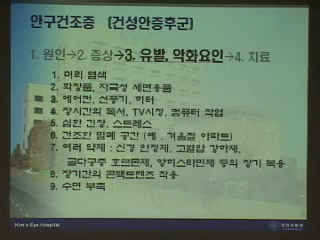 안구건조증 (건성안증후군)
1. 원인→2. 증상→3. 유발, 악화요인→4. 치료
1. 머리 염색
2. 화장품, 자극성 세면용품
3. 에어컨, 선풍기, 히터
4. 장시간의 독서, TV시청, 컴퓨터 작업
5. 심한 긴장, 스트레스
6. 건조한 밀폐 공간 (예 . 겨울철 아파트)
7. 여러 약제 : 신경 안정제, 고혈압 강하제,
골다공증 호르몬제, 항히스타민제 등의 장기 복용
8. 장기간의 콘택트렌즈 착용
9. 수면 부족
Kim's Eye Hospital